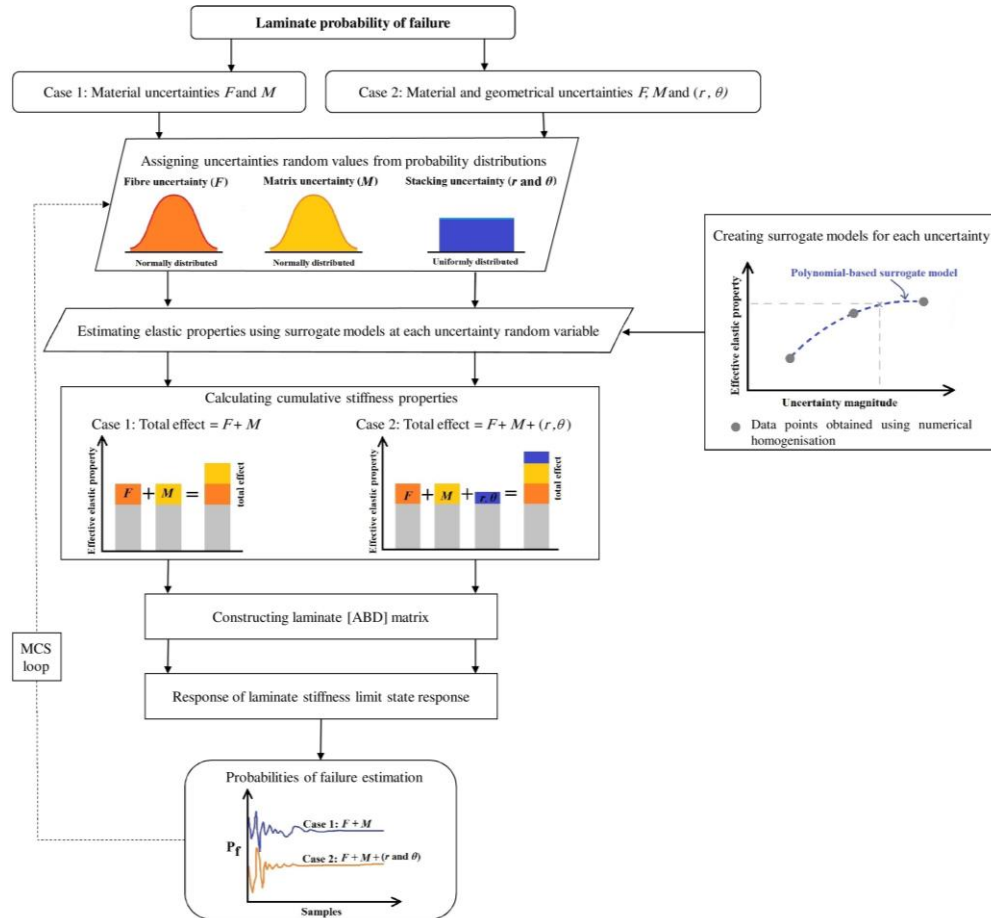 Laminate probability of failure
Case 1: Material uncertainties F and M
Case 2: Material and geometrical uncertainties F, M and (r , θ)
Assigning uncertainties random values from probability distributions
Fibre uncertainty (F)
Matrix uncertainty (M)
Stacking uncertainty (r and θ)
Normally distributed
Normally distributed
Uniformly distributed
Creating surrogate models for each uncertainty
Polynomial-based surrogate model
Effective elastic property
Uncertainty magnitude
Data points obtained using numerical
homogenisation
Estimating elastic properties using surrogate models at each uncertainty random variable
Calculating cumulative stiffness properties
Case 1: Total effect = F + M
Effective elastic property
F + M =
total effect
Case 2: Total effect = F + M + (r ,θ)
Effective elastic property
F + M + r, θ =
total effect
Constructing laminate [ABD] matrix
MCS
loop
Response of laminate stiffness limit state response
Probabilities of failure estimation
Pf
Case 1: F + M
Case 2: F + M + (r and θ)
Samples